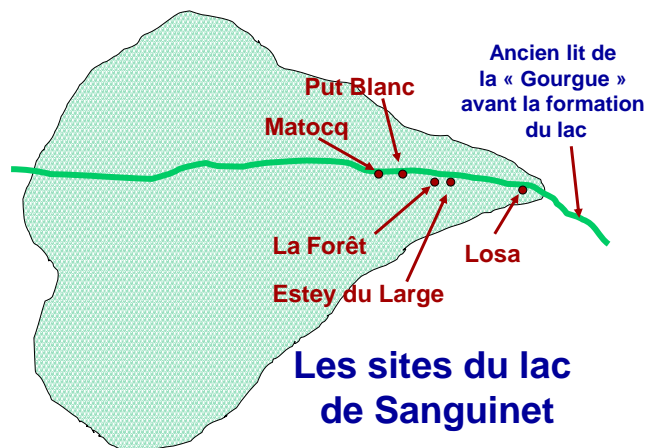 Ancien lit de
la « Gourgue »
avant la formation
du lac
Put Blanc
Matocq
La Forêt
Losa
Estey du Large
Les sites du lac
de Sanguinet